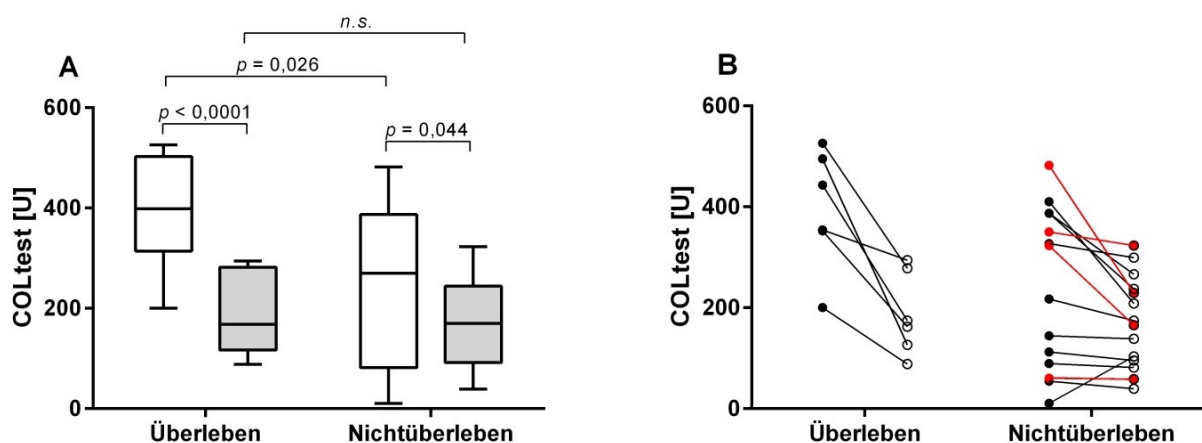 n.s.
A
p = 0,026
p < 0,0001
p = 0,044
COLtest [U]
600
400
200
0
Überleben
Nichtüberleben
B
COLtest [U]
600
400
200
0
Überleben
Nichtüberleben